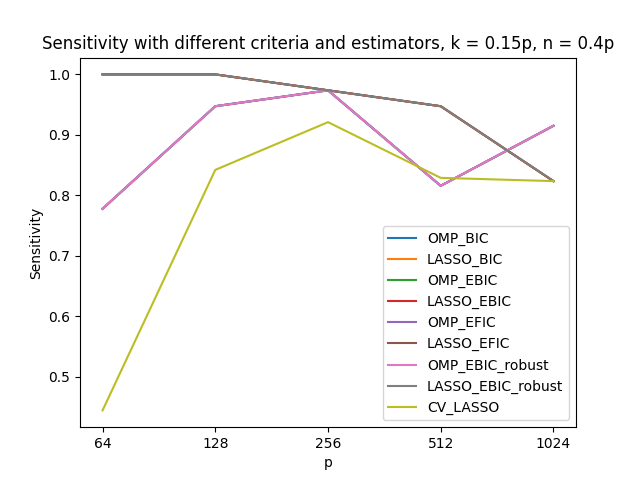 Sensitivity with different criteria and estimators, k = 0.15p, n = 0.4p
1.0
0.9
0.8
0.7
0.6
0.5
Sensitivity
OMP_BIC
LASSO_BIC
OMP_EBIC
LASSO_EBIC
OMP_EFIC
LASSO_EFIC
OMP_EBIC_robust
LASSO_EBIC_robust
CV_LASSO
64 128 256 512 1024
p